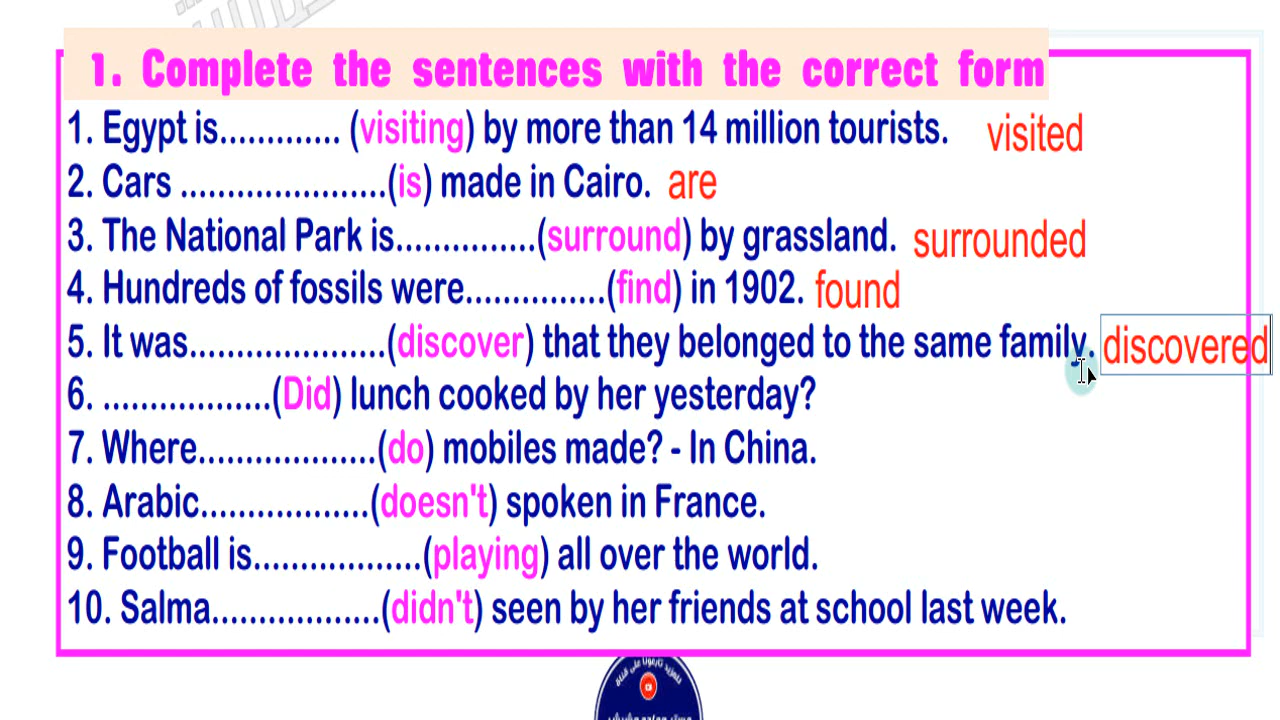 1. Complete the sentences with the correct form
1. Egypt is............. (visiting) by more than 14 million tourists. visited
2. Cars ......................(is) made in Cairo. are
3. The National Park is...............(surround) by grassland. surrounded
4. Hundreds of fossils were...............(find) in 1902. found
5. It was.....................(discover) that they belonged to the same family. discovered
6. ..................(Did) lunch cooked by her yesterday?
7. Where...................(do) mobiles made? - In China.
8. Arabic..................(doesn't) spoken in France.
9. Football is..................(playing) all over the world.
10. Salma..................(didn't) seen by her friends at school last week.
للمزيد تابعونا على قناة